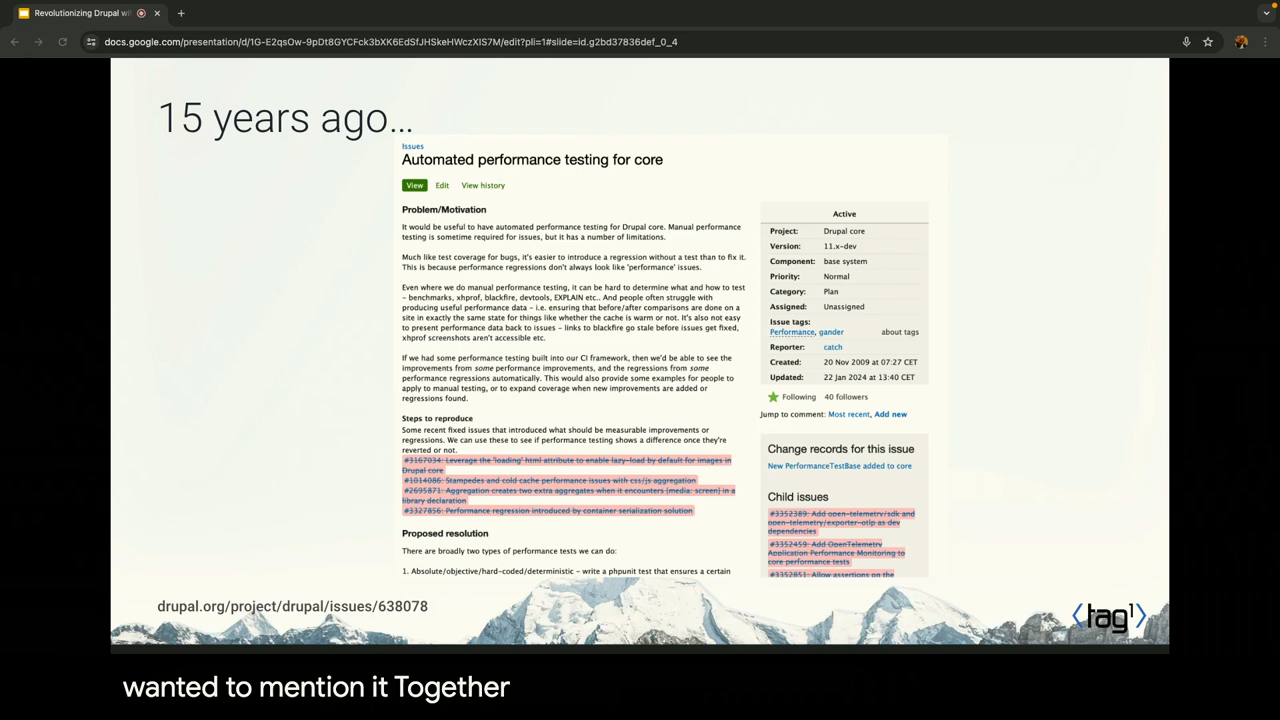 Revolutionizing Drupal wi
docs.google.com/presentation/d/1G-E2qsOw-9pDt8GYCFck3bXK6EdSfJHSkeHWczXIS7M/edit?pli=1#slide=id.g2bd37836def_0_4
15 years ago…
Issues
Automated performance testing for core
View Edit View history
Problem/Motivation
It would be useful to have automated performance testing for Drupal core. Manual performance
testing is sometime required for issues, but it has a number of limitations.
Much like test coverage for bugs, it's easier to introduce a regression without a test than to fix it.
This is because performance regressions don't always look like 'performance' issues.
Even where we do manual performance testing, it can be hard to determine what and how to test
- benchmarks, xhprof, blackfire, devtools, EXPLAIN etc.. And people often struggle with
producing useful performance data - i.e. ensuring that before/after comparisons are done on a
site in exactly the same state for things like whether the cache is warm or not. It's also not easy
to present performance data back to issues - links to blackfire go stale before issues get fixed,
xhprof screenshots aren't accessible etc.
If we had some performance testing built into our CI framework, then we'd be able to see the
improvements from some performance improvements, and the regressions from some
performance regressions automatically. This would also provide some examples for people to
apply to manual testing, or to expand coverage when new improvements are added or
regressions found.
Steps to reproduce
Some recent fixed issues that introduced what should be measurable improvements or
regressions. We can use these to see if performance testing shows a difference once they're
reverted or not.
#3167034: Leverage the 'loading' html attribute to enable lazy-load by default for images in
Drupal core
#1014086: Stampedes and cold cache performance issues with css/js aggregation
#2695871: Aggregation creates two extra aggregates when it encounters {media: screen} in a
library declaration
#3327856: Performance regression introduced by container serialization solution
Proposed resolution
There are broadly two types of performance tests we can do:
1. Absolute/objective/hard-coded/deterministic - write a phpunit test that ensures a certain
Active
Project: Drupal core
Version: 11.x-dev
Component: base system
Priority: Normal
Category: Plan
Assigned: Unassigned
Issue tags:
Performance, gander about tags
Reporter: catch
Created: 20 Nov 2009 at 07:27 CET
Updated: 22 Jan 2024 at 13:40 CET
Following 40 followers
Jump to comment: Most recent, Add new
Change records for this issue
New PerformanceTestBase added to core
Child issues
#3352389: Add open-telemetry/sdk and
open-telemetry/exporter-otlp as dev
dependencies
#3352459: Add OpenTelemetry
Application Performance Monitoring to
core performance tests
#3352851: Allow assertions on the
drupal.org/project/drupal/issues/638078
tag1
wanted to mention it Together